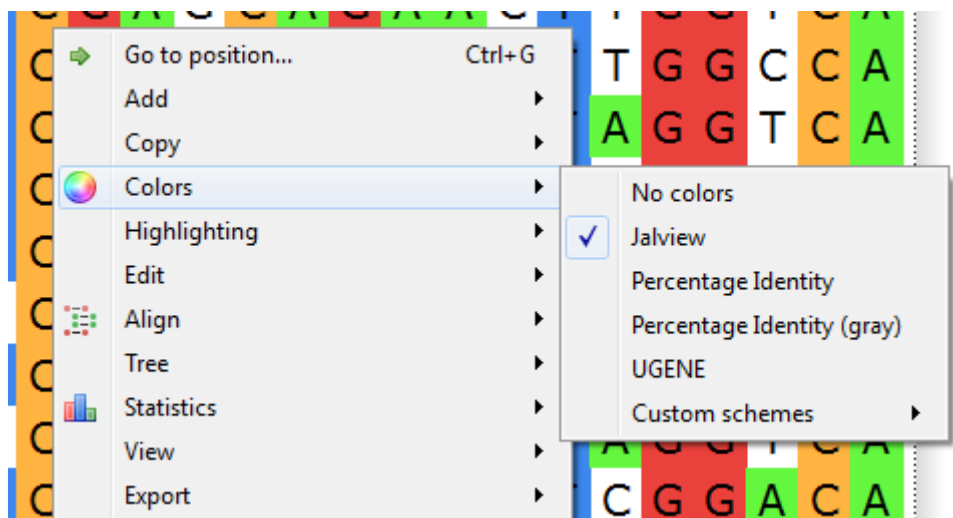 C G A G C A G A A C T T G G T C A
Go to position... Ctrl+G
Add
Copy
Colors
Highlighting
Edit
Align
Tree
Statistics
View
Export
No colors
Jalview
Percentage Identity
Percentage Identity (gray)
UGENE
Custom schemes
C T G G C C A
C A G G T C A
C
C
C
C
C A G G T C A
C C G G A C A